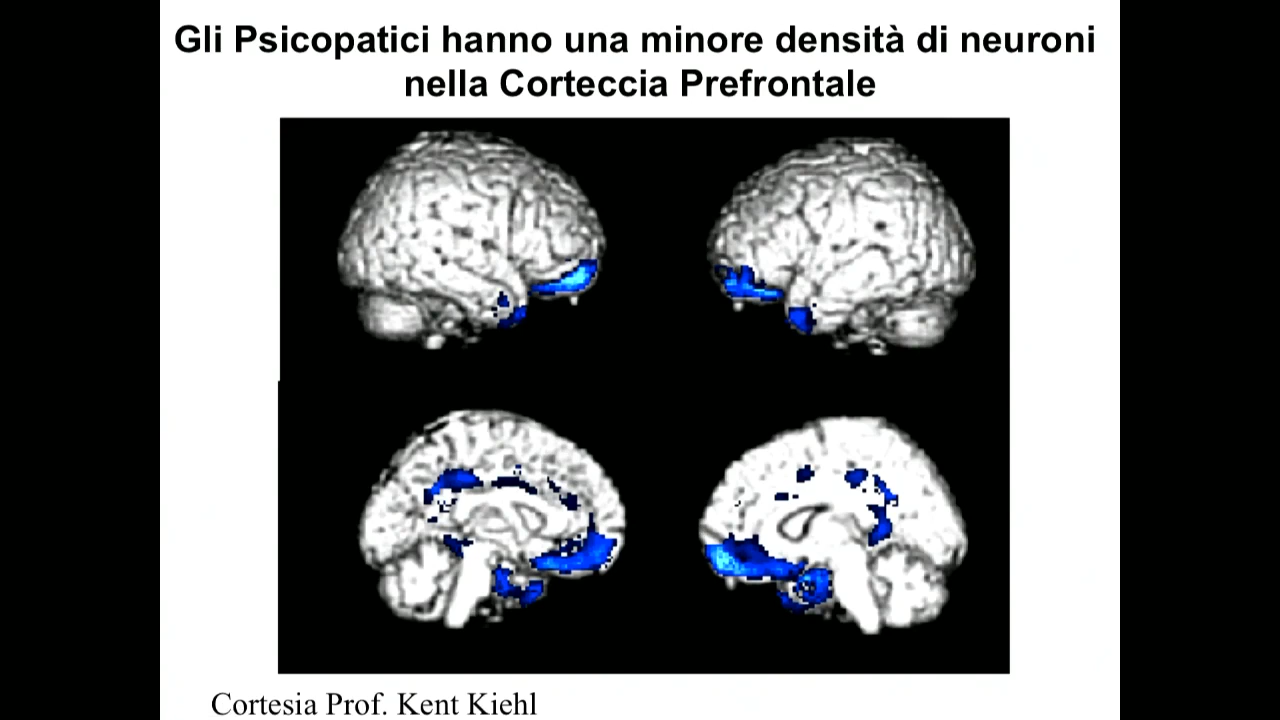 Gli Psicopatici hanno una minore densità di neuroni
nella Corteccia Prefrontale
Cortesia Prof. Kent Kiehl